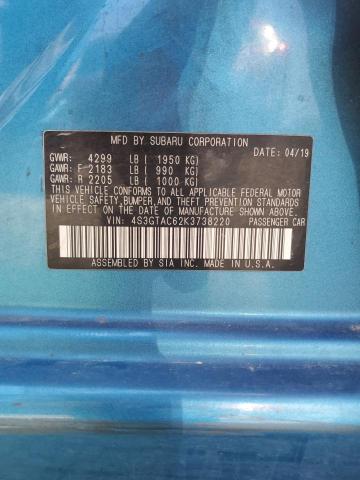 MFD BY SUBARU CORPORATION
GVWR: 4299 LB ( 1950 KG) DATE: 04/19
GAWR: F 2183 LB ( 990 KG)
GAWR: R 2205 LB ( 1000 KG)
THIS VEHICLE CONFORMS TO ALL APPLICABLE FEDERAL MOTOR
VEHICLE SAFETY, BUMPER, AND THEFT PREVENTION STANDARDS
IN EFFECT ON THE DATE OF MANUFACTURE SHOWN ABOVE.
VIN: 4S3GTAC62K3738220 PASSENGER CAR
ASSEMBLED BY SIA INC. MADE IN U.S.A.